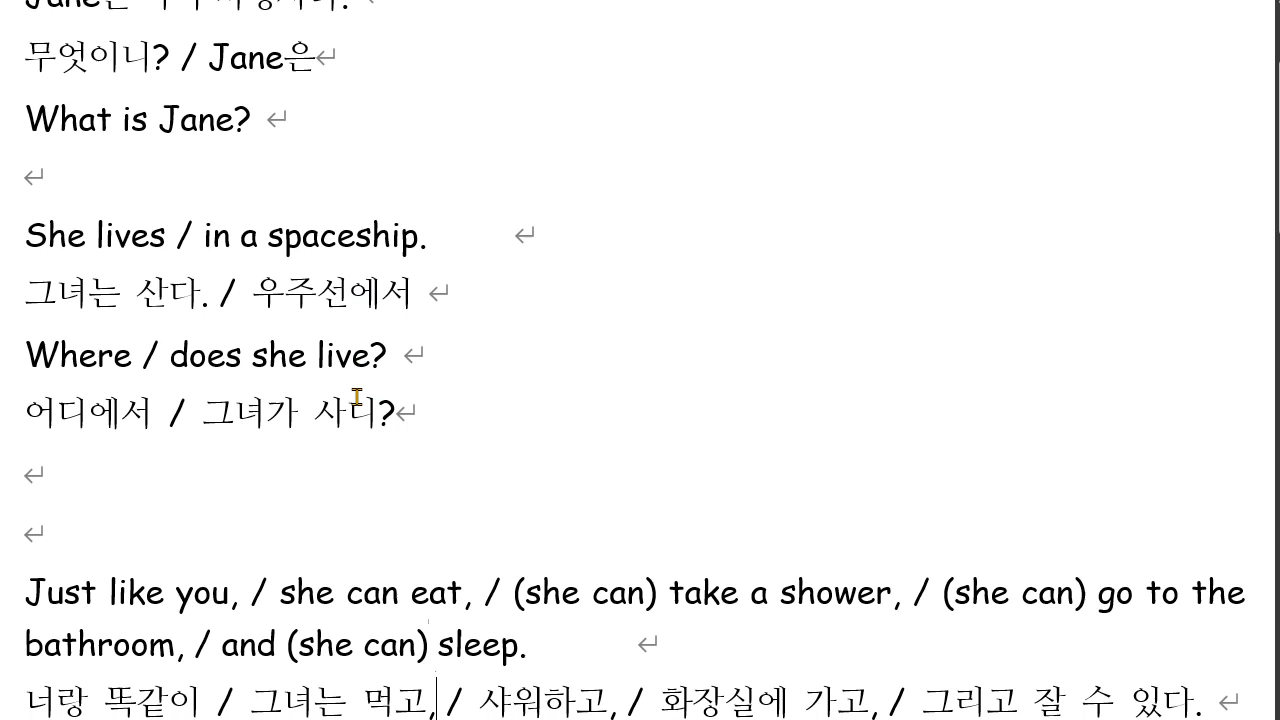 무엇이니? / Jane은
What is Jane?
She lives / in a spaceship.
그녀는 산다. / 우주선에서
Where / does she live?
어디에서 / 그녀가 사니?
Just like you, / she can eat, / (she can) take a shower, / (she can) go to the
bathroom, / and (she can) sleep.
너랑 똑같이 / 그녀는 먹고, / 샤워하고, / 화장실에 가고, / 그리고 잘 수 있다.